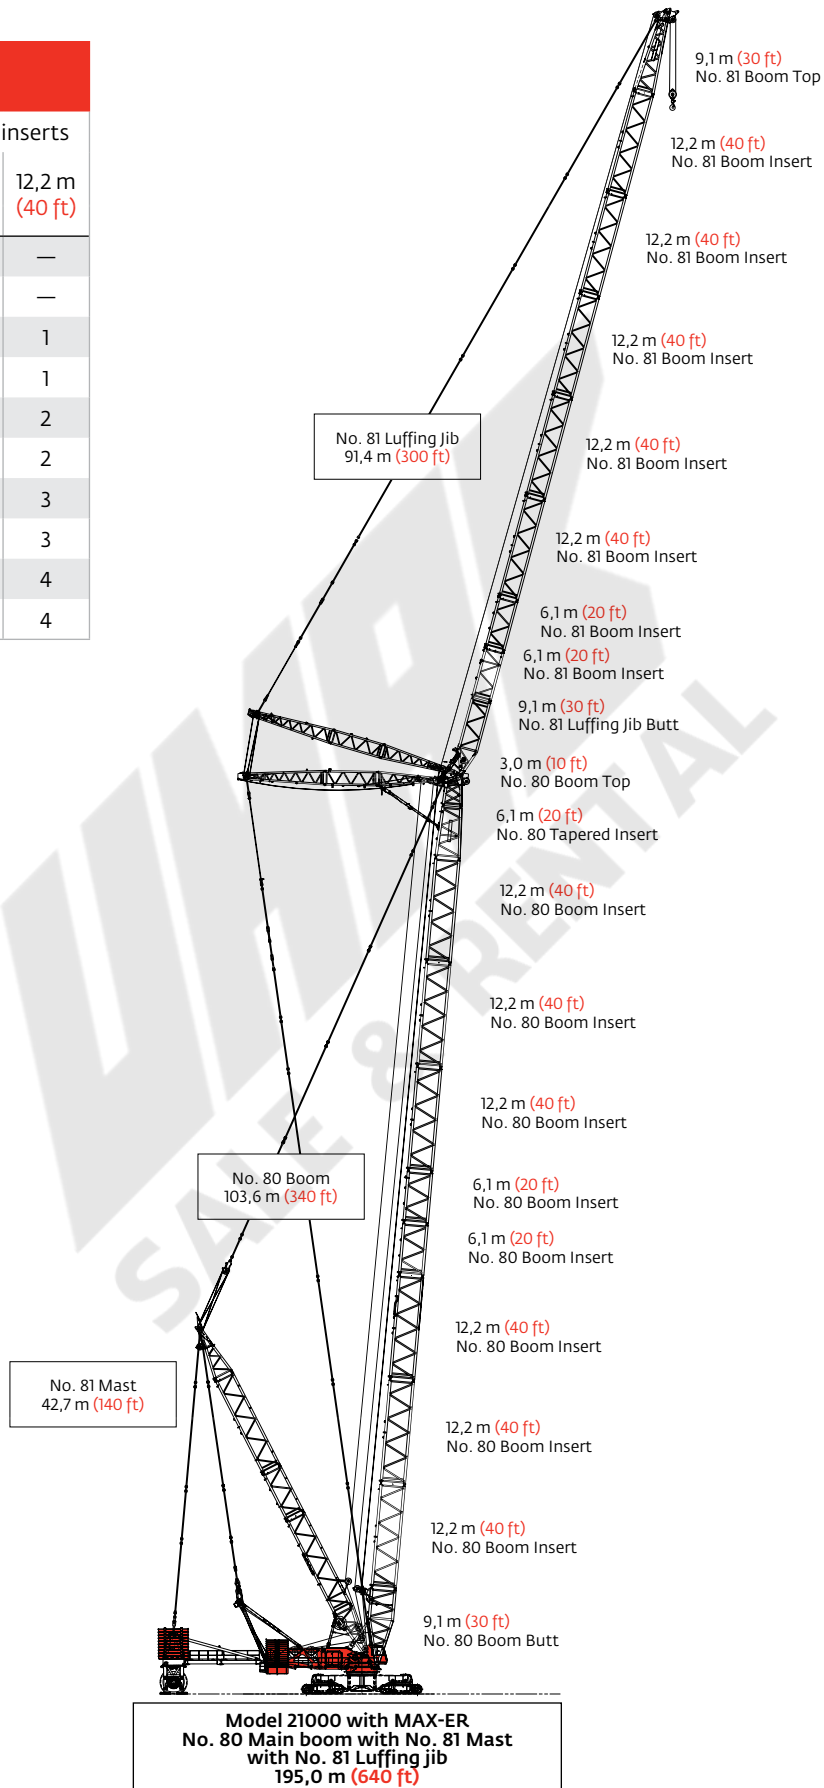 inserts
12,2 m
(40 ft)
—
—
1
1
2
2
3
3
4
4
9,1 m (30 ft)
No. 81 Boom Top
12,2 m (40 ft)
No. 81 Boom Insert
12,2 m (40 ft)
No. 81 Boom Insert
12,2 m (40 ft)
No. 81 Boom Insert
No. 81 Luffing Jib
91,4 m (300 ft)
12,2 m (40 ft)
No. 81 Boom Insert
12,2 m (40 ft)
No. 81 Boom Insert
6,1 m (20 ft)
No. 81 Boom Insert
6,1 m (20 ft)
No. 81 Boom Insert
9,1 m (30 ft)
No. 81 Luffing Jib Butt
3,0 m (10 ft)
No. 80 Boom Top
6,1 m (20 ft)
No. 80 Tapered Insert
12,2 m (40 ft)
No. 80 Boom Insert
12,2 m (40 ft)
No. 80 Boom Insert
12,2 m (40 ft)
No. 80 Boom Insert
No. 80 Boom
103,6 m (340 ft)
6,1 m (20 ft)
No. 80 Boom Insert
6,1 m (20 ft)
No. 80 Boom Insert
12,2 m (40 ft)
No. 80 Boom Insert
No. 81 Mast
42,7 m (140 ft)
12,2 m (40 ft)
No. 80 Boom Insert
12,2 m (40 ft)
No. 80 Boom Insert
9,1 m (30 ft)
No. 80 Boom Butt
Model 21000 with MAX-ER
No. 80 Main boom with No. 81 Mast
with No. 81 Luffing jib
195,0 m (640 ft)
SALE & RENTAL